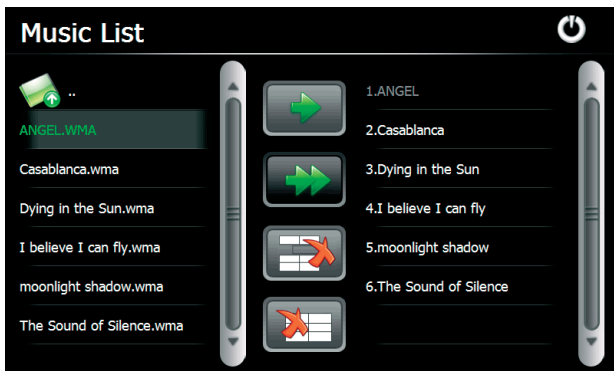 Music List
..
ANGEL.WMA
Casablanca.wma
Dying in the Sun.wma
I believe I can fly.wma
moonlight shadow.wma
The Sound of Silence.wma
1.ANGEL
2.Casablanca
3.Dying in the Sun
4.I believe I can fly
5.moonlight shadow
6.The Sound of Silence